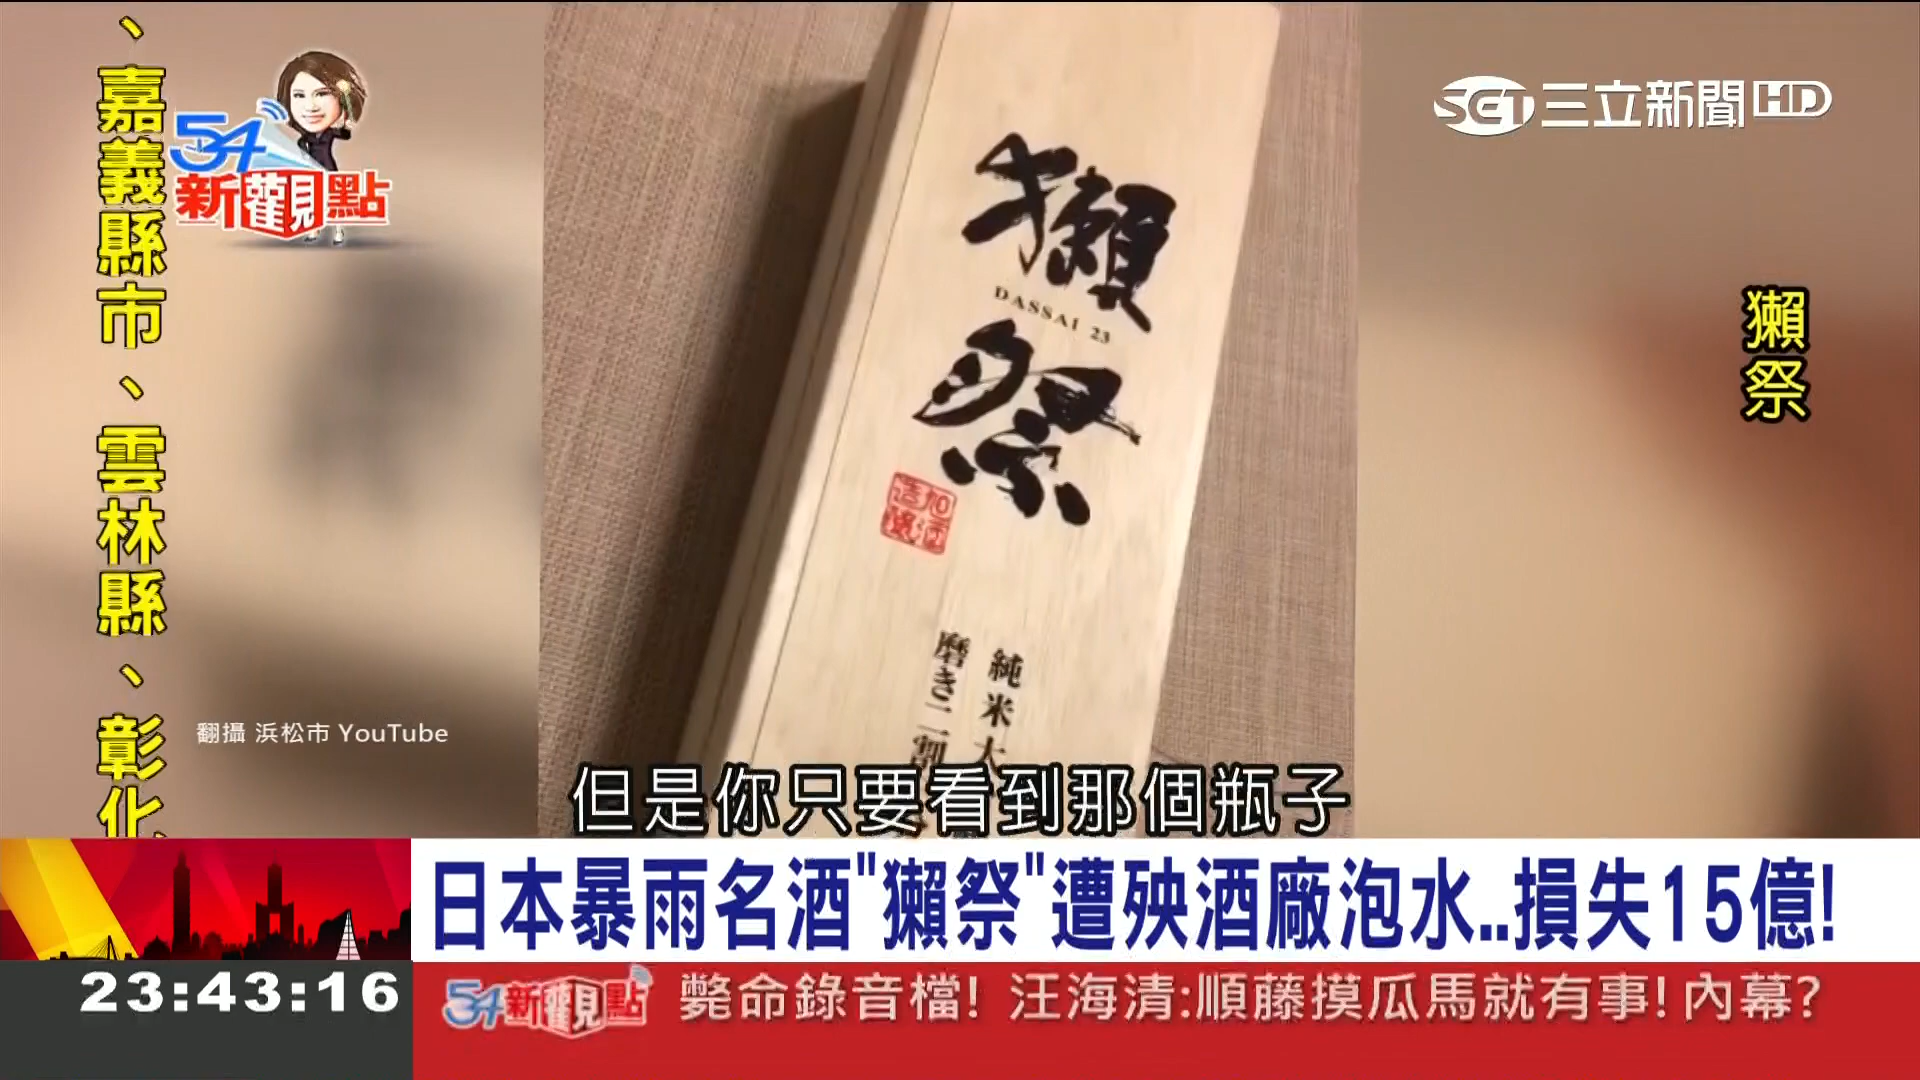 、嘉義縣市、雲林縣、彰化
54新觀點
SET三立新聞HD
獺祭
DASSAI 23
獺祭
純米大
磨き二割
翻攝 浜松市 YouTube
但是你只要看到那個瓶子
日本暴雨名酒"獺祭"遭殃酒廠泡水..損失15億!
23:43:16
54新觀點
斃命錄音檔! 汪海清:順藤摸瓜馬就有事!內幕?